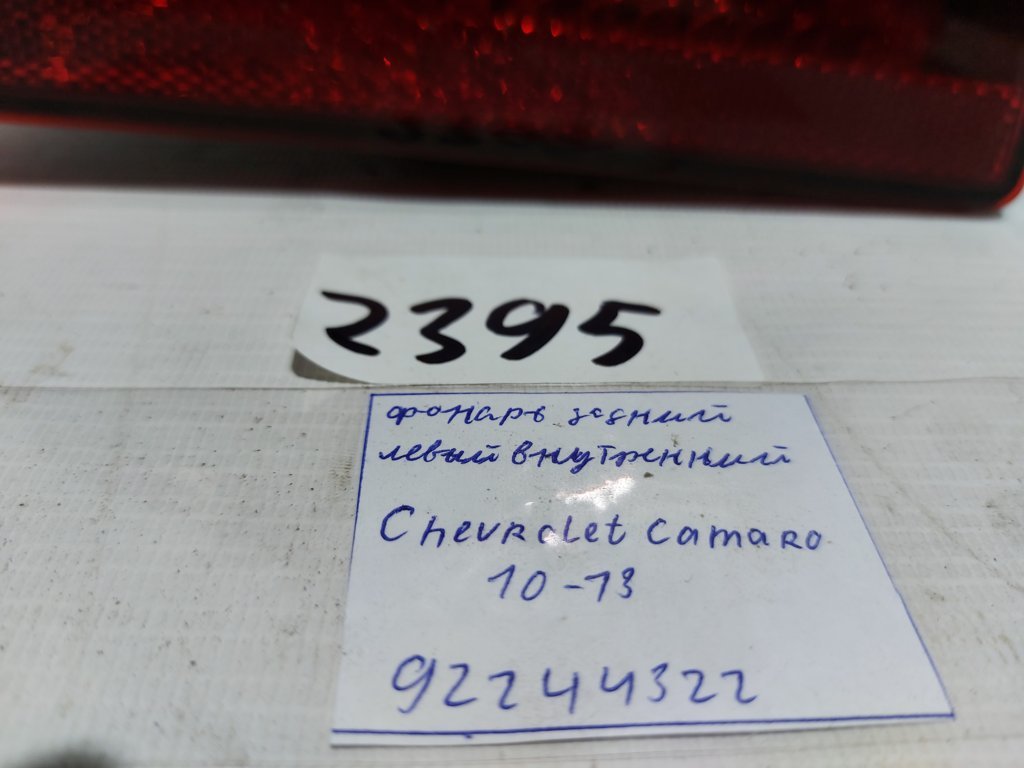 2395
фонарь задний
левый внутренний
Chevrolet Camaro
10-13
92244322